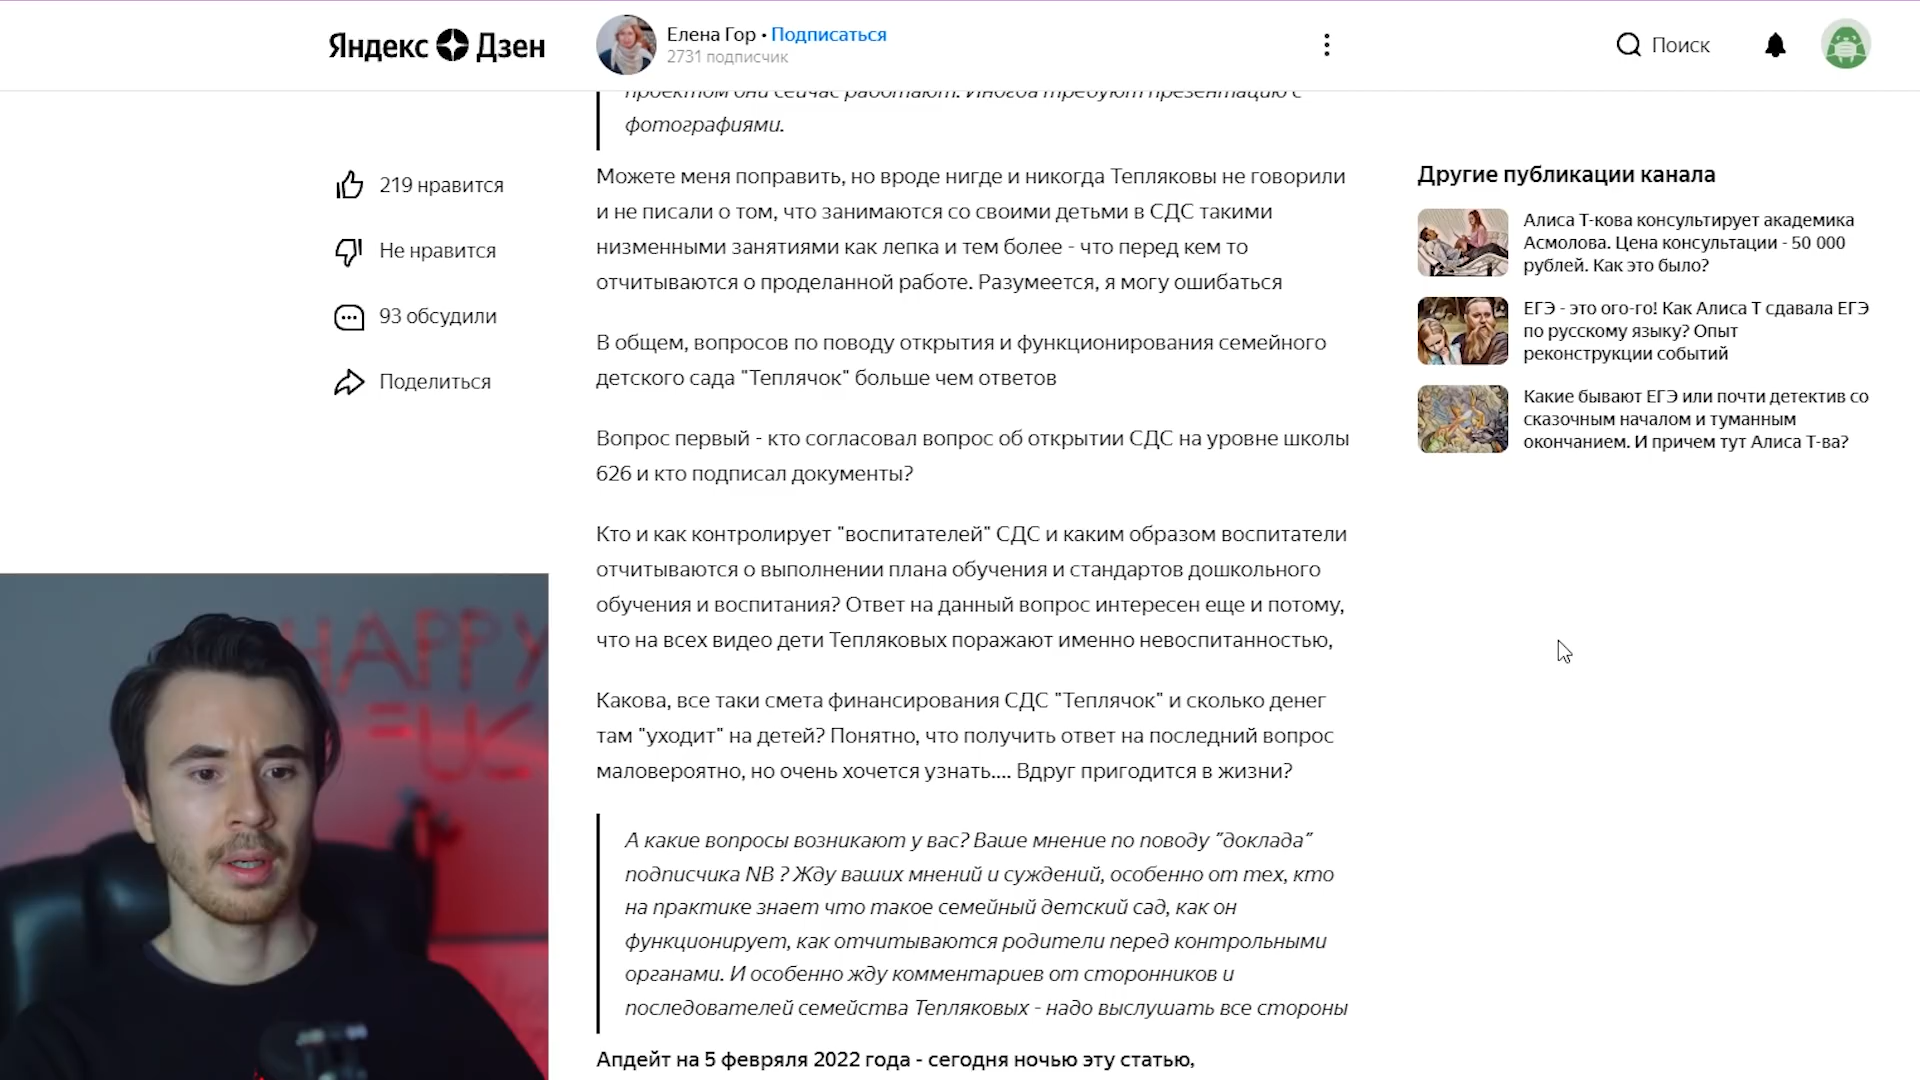 Яндекс Дзен
Елена Гор • Подписаться
2731 подписчик
Поиск
проектом они сейчас работают. Иногда требуют презентацию с
фотографиями.
219 нравится
Не нравится
93 обсудили
Поделиться
Можете меня поправить, но вроде нигде и никогда Тепляковы не говорили
и не писали о том, что занимаются со своими детьми в СДС такими
низменными занятиями как лепка и тем более - что перед кем то
отчитываются о проделанной работе. Разумеется, я могу ошибаться
В общем, вопросов по поводу открытия и функционирования семейного
детского сада "Теплячок" больше чем ответов
Вопрос первый - кто согласовал вопрос об открытии СДС на уровне школы
626 и кто подписал документы?
Кто и как контролирует "воспитателей" СДС и каким образом воспитатели
отчитываются о выполнении плана обучения и стандартов дошкольного
обучения и воспитания? Ответ на данный вопрос интересен еще и потому,
что на всех видео дети Тепляковых поражают именно невоспитанностью,
Какова, все таки смета финансирования СДС "Теплячок" и сколько денег
там "уходит" на детей? Понятно, что получить ответ на последний вопрос
маловероятно, но очень хочется узнать.... Вдруг пригодится в жизни?
А какие вопросы возникают у вас? Ваше мнение по поводу "доклада"
подписчика NB ? Жду ваших мнений и суждений, особенно от тех, кто
на практике знает что такое семейный детский сад, как он
функционирует, как отчитываются родители перед контрольными
органами. И особенно жду комментариев от сторонников и
последователей семейства Тепляковых - надо выслушать все стороны
Апдейт на 5 февряля 2022 года - сегодня ночью эту статью,
Другие публикации канала
Алиса Т-кова консультирует академика
Асмолова. Цена консультации - 50 000
рублей. Как это было?
ЕГЭ - это ого-го! Как Алиса Т сдавала ЕГЭ
по русскому языку? Опыт
реконструкции событий
Какие бывают ЕГЭ или почти детектив со
сказочным началом и туманным
окончанием. И причем тут Алиса Т-ва?
HAPPY